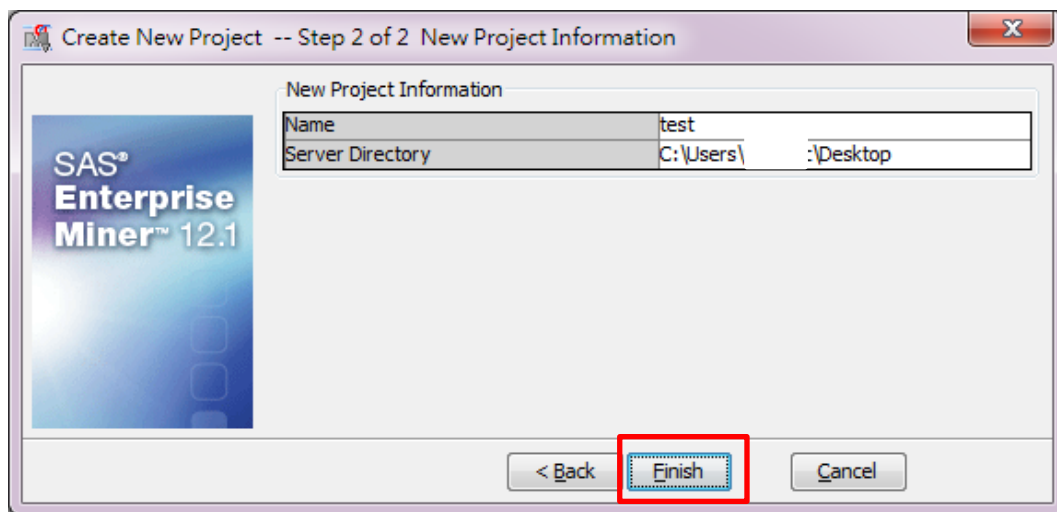 Create New Project -- Step 2 of 2 New Project Information
X
New Project Information
Name test
Server Directory C:\Users\ :\Desktop
SAS®
Enterprise
Miner™ 12.1
< Back Finish Cancel